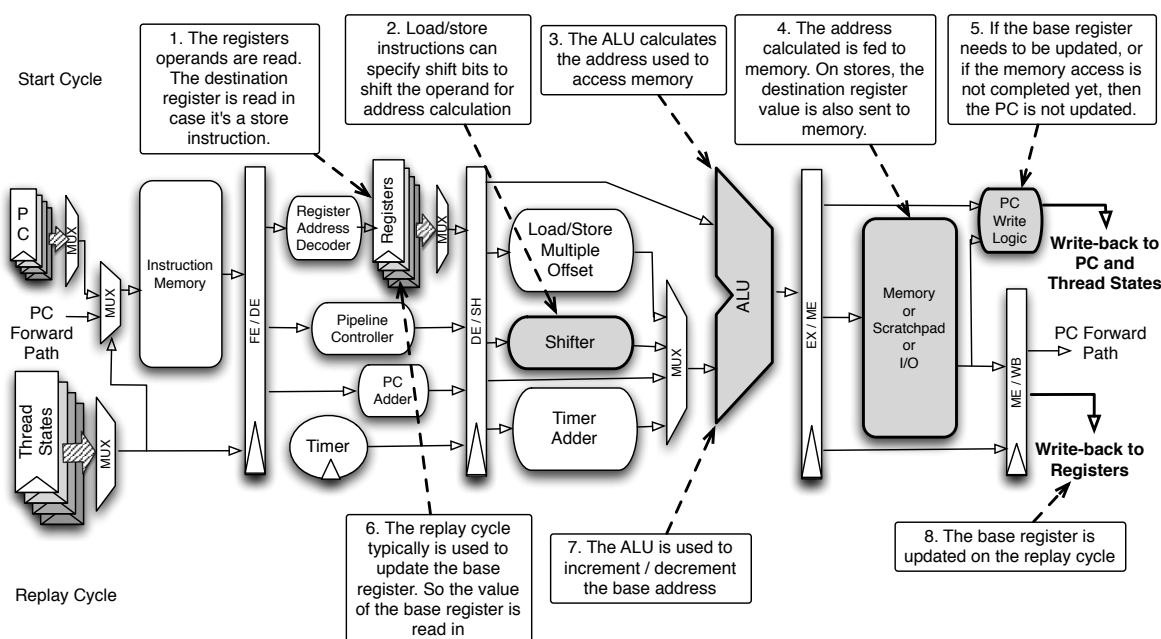 Start Cycle
1. The registers
operands are read.
The destination
register is read in
case it's a store
instruction.
2. Load/store
instructions can
specify shift bits to
shift the operand for
address calculation
3. The ALU calculates
the address used to
access memory
4. The address
calculated is fed to
memory. On stores, the
destination register
value is also sent to
memory.
5. If the base register
needs to be updated, or
if the memory access is
not completed yet, then
the PC is not updated.
P
C
MUX
MUX
PC
Forward
Path
Instruction
Memory
Thread
States
MUX
FE / DE
Register
Address
Decoder
Registers
MUX
Pipeline
Controller
PC
Adder
Timer
DE / SH
Load/Store
Multiple
Offset
Shifter
Timer
Adder
MUX
ALU
EX / ME
Memory
or
Scratchpad
or
I/O
PC
Write
Logic
Write-back to
PC and
Thread States
ME / WB
PC Forward
Path
Write-back to
Registers
6. The replay cycle
typically is used to
update the base
register. So the value
of the base register is
read in
7. The ALU is used to
increment / decrement
the base address
8. The base register is
updated on the replay cycle
Replay Cycle